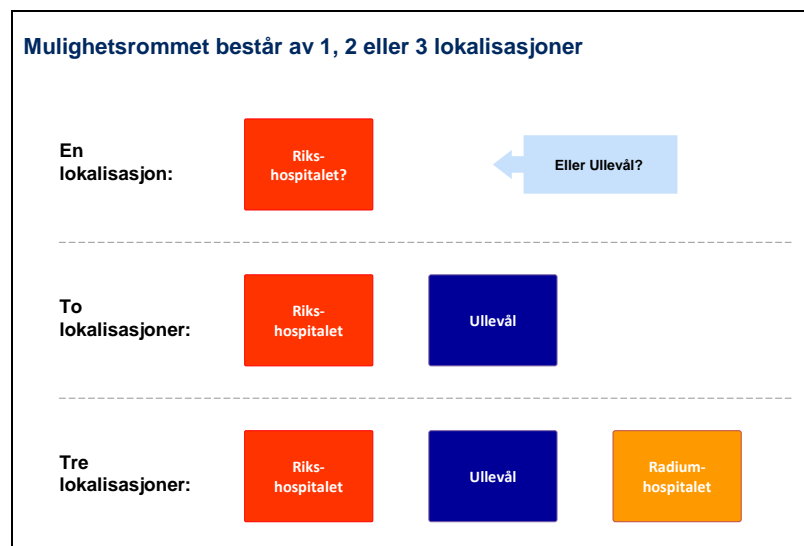 Mulighetsrommet består av 1, 2 eller 3 lokalisasjoner
En
lokalisasjon:
Riks-
hospitalet?
Eller Ullevål?
To
lokalisasjoner:
Riks-
hospitalet
Ullevål
Tre
lokalisasjoner:
Riks-
hospitalet
Ullevål
Radium-
hospitalet